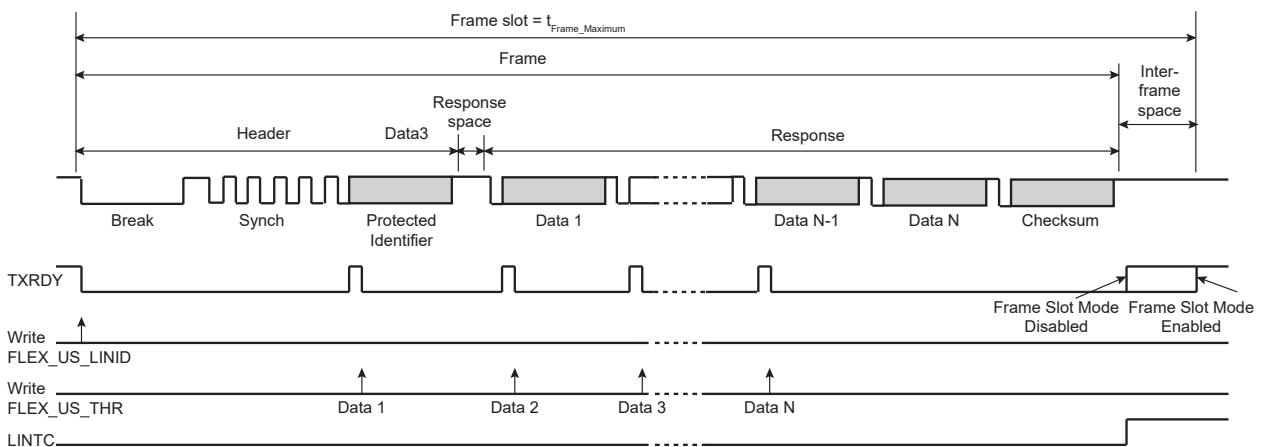 Frame slot = tFrame_Maximum
Frame
Inter-
frame
space
Response
space
Header
Data3
Response
Break
Synch
Protected
Identifier
Data 1
Data N-1
Data N
Checksum
TXRDY
Frame Slot Mode
Disabled
Frame Slot Mode
Enabled
Write
FLEX_US_LINID
Write
FLEX_US_THR
Data 1
Data 2
Data 3
Data N
LINTC